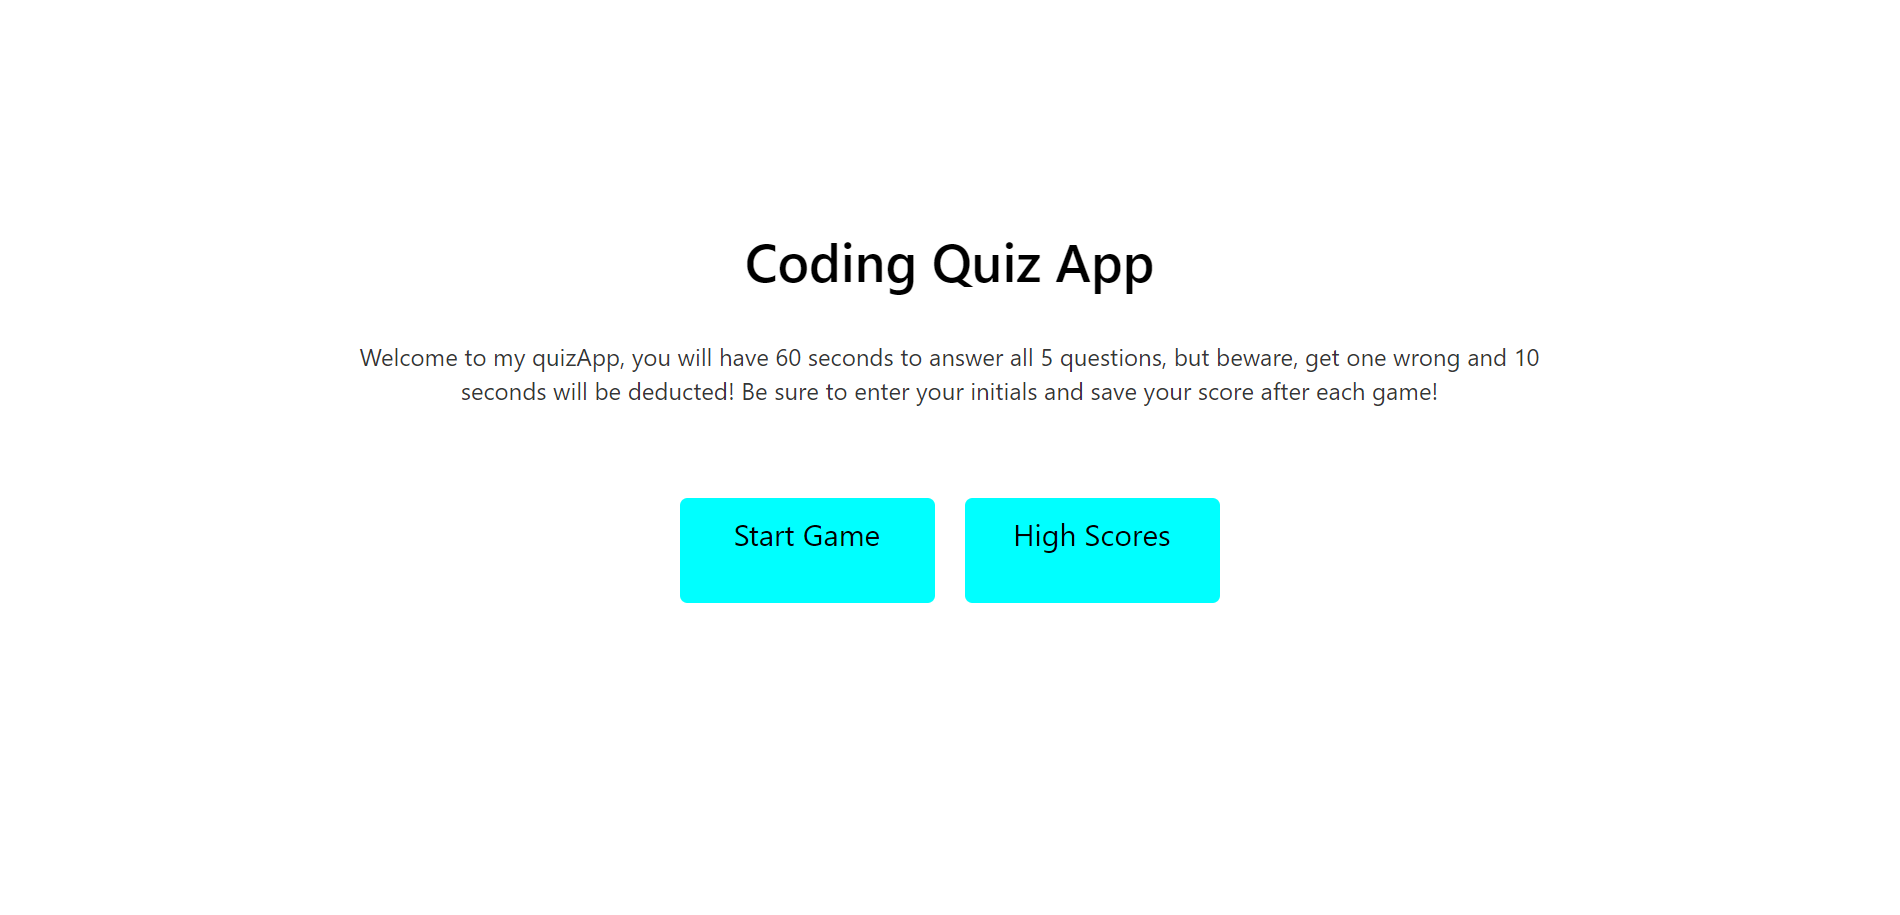 Coding Quiz App
Welcome to my quizApp, you will have 60 seconds to answer all 5 questions, but beware, get one wrong and 10
seconds will be deducted! Be sure to enter your initials and save your score after each game!
Start Game
High Scores